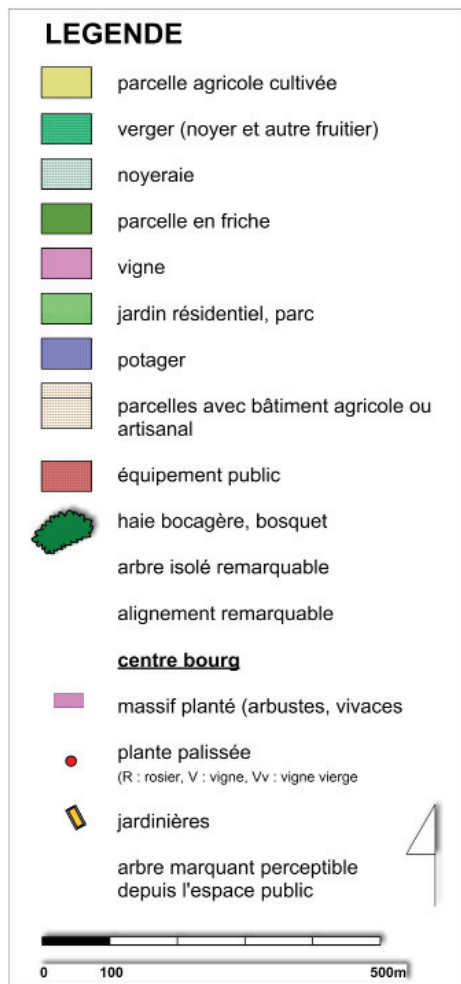 LEGENDE
parcelle agricole cultivée
verger (noyer et autre fruitier)
noyeraie
parcelle en friche
vigne
jardin résidentiel, parc
potager
parcelles avec bâtiment agricole ou
artisanal
équipement public
haie bocagère, bosquet
arbre isolé remarquable
alignement remarquable
centre bourg
massif planté (arbustes, vivaces
plante palissée
(R : rosier, V : vigne, Vv : vigne vierge
jardinières
arbre marquant perceptible
depuis l'espace public
0 100 500m